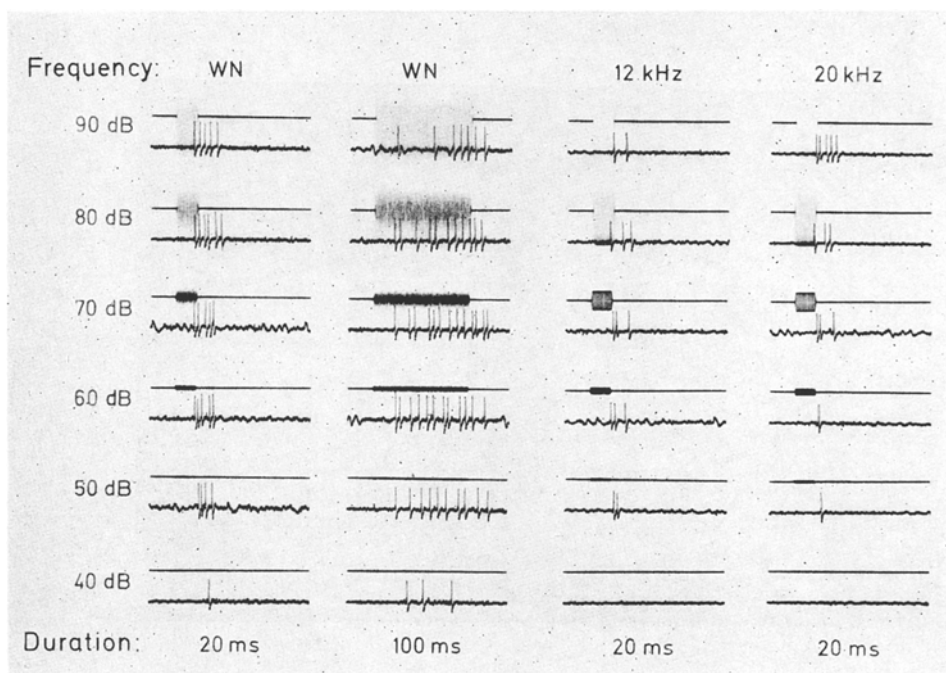 Frequency: WN WN 12 kHz 20 kHz
90 dB
80 dB
70 dB
60 dB
50 dB
40 dB
Duration: 20 ms 100 ms 20 ms 20 ms